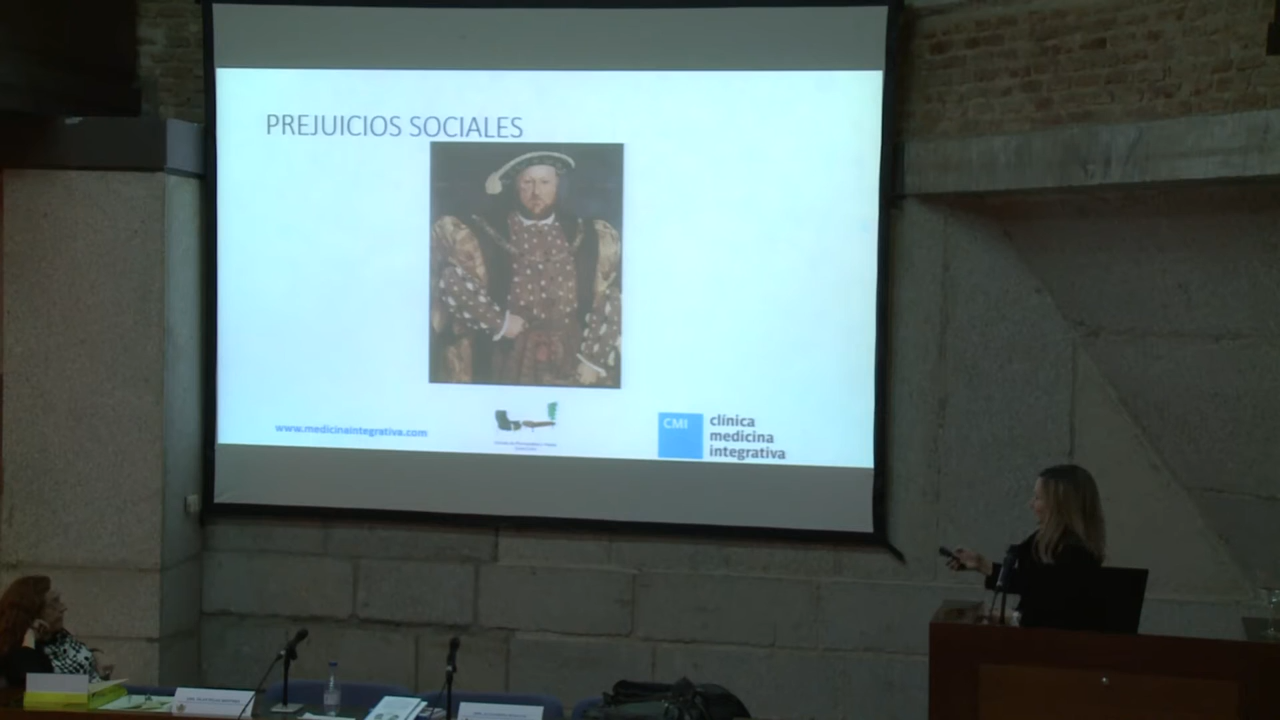 PREJUICIOS SOCIALES
www.medicinaintegrativa.com
CMI
clínica
medicina
integrativa